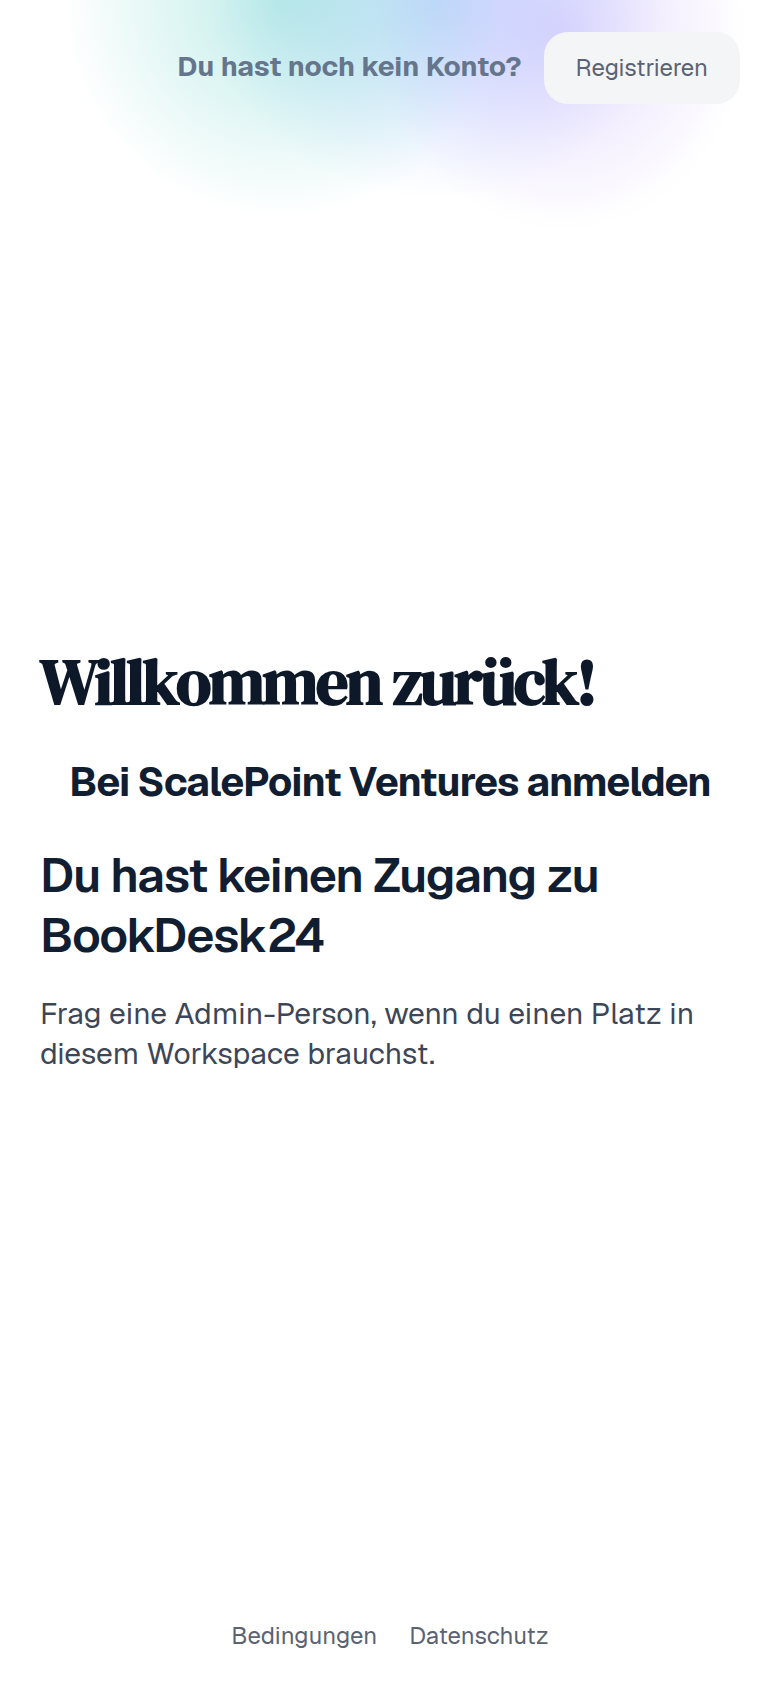 Du hast noch kein Konto? Registrieren
Willkommen zurück!
Bei ScalePoint Ventures anmelden
Du hast keinen Zugang zu
BookDesk24
Frag eine Admin-Person, wenn du einen Platz in
diesem Workspace brauchst.
Bedingungen Datenschutz